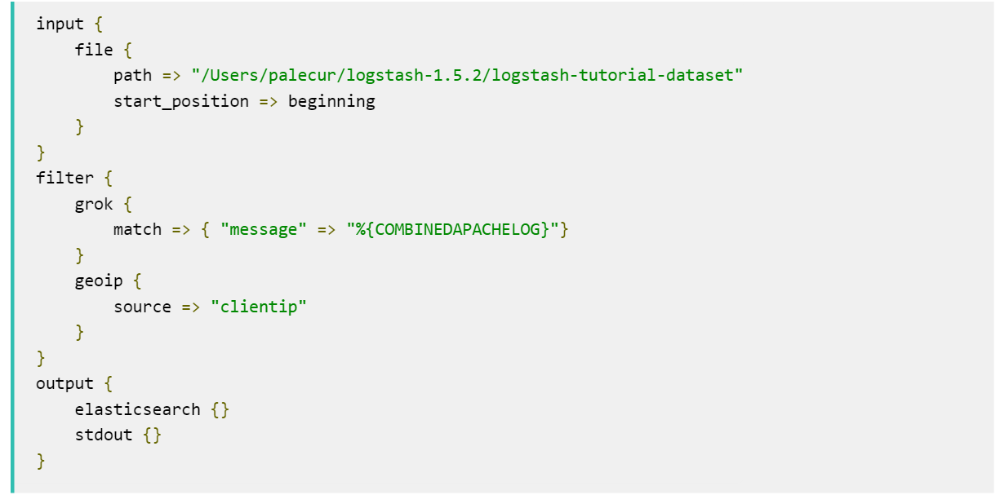 input {
    file {
        path => "/Users/palecur/logstash-1.5.2/logstash-tutorial-dataset"
        start_position => beginning
    }
}
filter {
    grok {
        match => { "message" => "%{COMBINEDAPACHELOG}"}
    }
    geoip {
        source => "clientip"
    }
}
output {
    elasticsearch {}
    stdout {}
}